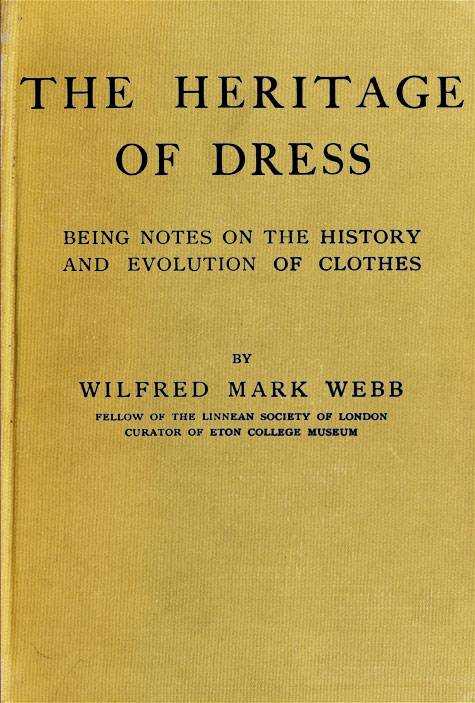 THE HERITAGE
OF DRESS
BEING NOTES ON THE HISTORY
AND EVOLUTION OF CLOTHES
BY
WILFRED MARK WEBB
FELLOW OF THE LINNEAN SOCIETY OF LONDON
CURATOR OF ETON COLLEGE MUSEUM